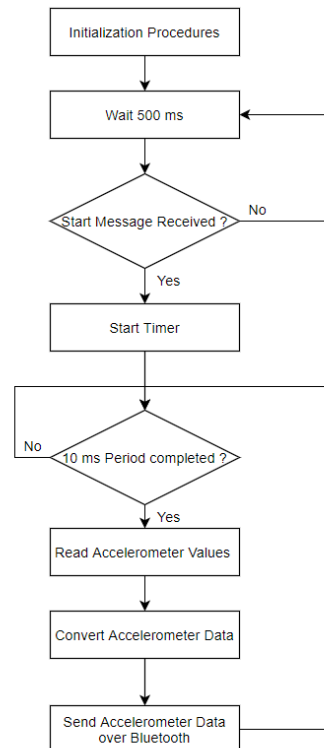 Initialization Procedures
Wait 500 ms
Start Message Received ?
No
Yes
Start Timer
No
10 ms Period completed ?
Yes
Read Accelerometer Values
Convert Accelerometer Data
Send Accelerometer Data
over Bluetooth